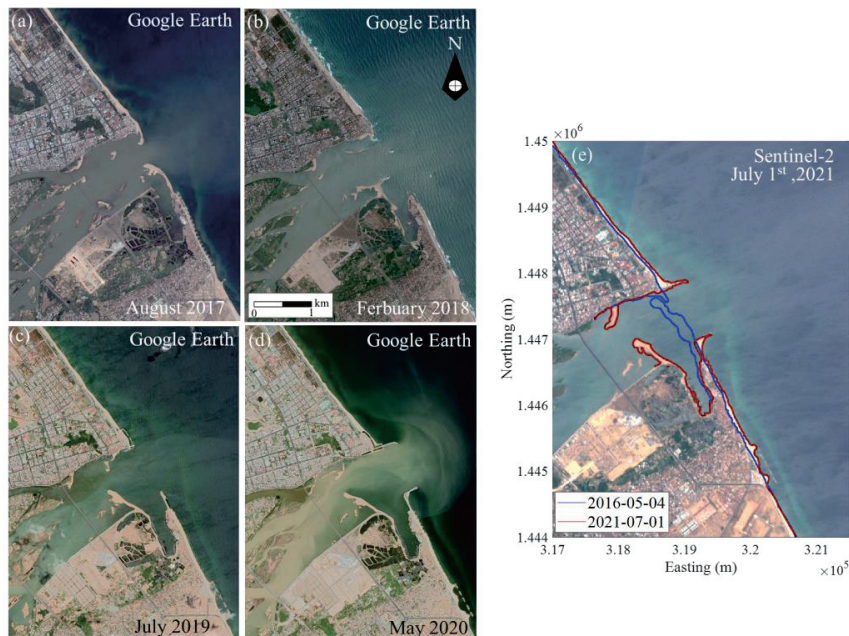 (a)
Google Earth
August 2017
(b)
Google Earth
N
km
0 1
Ferbuary 2018
(c)
Google Earth
July 2019
(d)
Google Earth
May 2020
(e)
Sentinel-2
July 1st ,2021
×10⁶
1.45
1.449
1.448
1.447
1.446
1.445
1.444
Northing (m)
2016-05-04
2021-07-01
3.17 3.18 3.19 3.2 3.21
Easting (m)
×10⁵